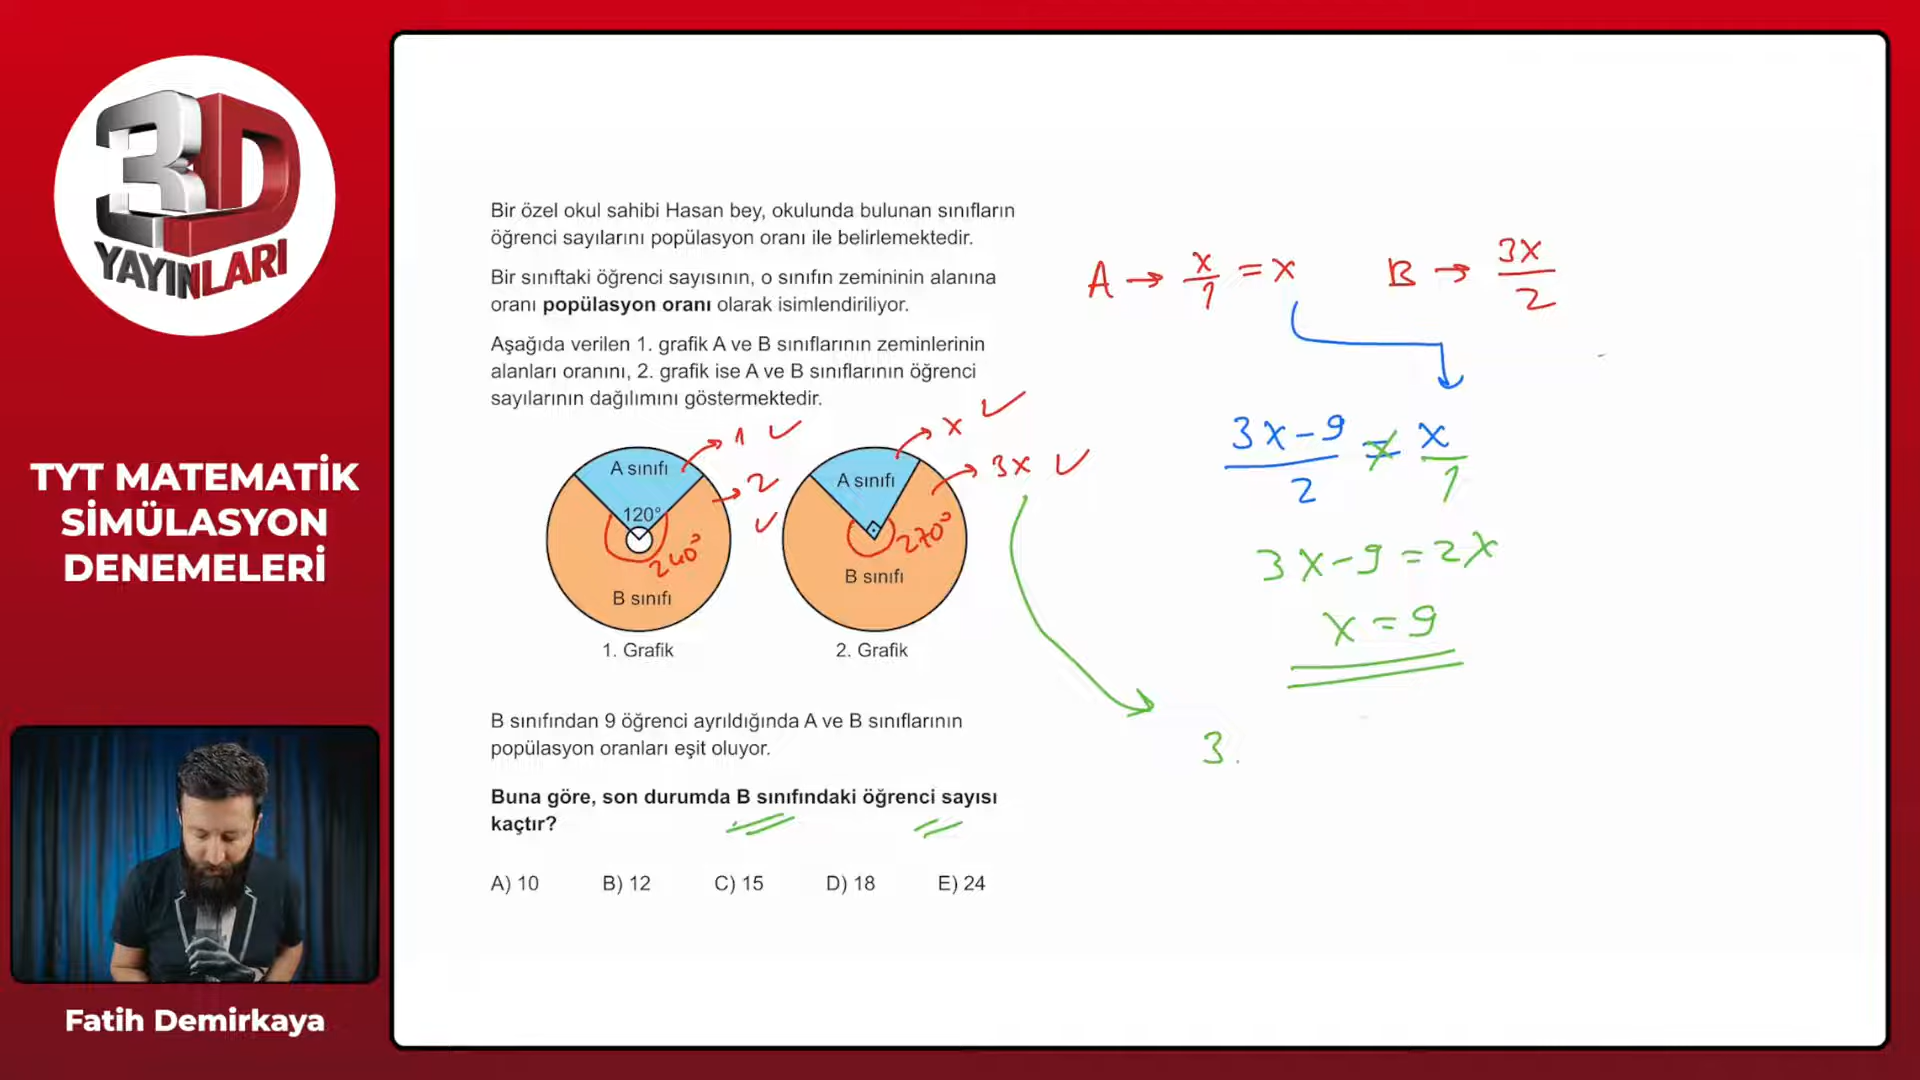 3D
YAYINLARI
TYT MATEMATİK
SİMÜLASYON
DENEMELERİ
Fatih Demirkaya
Bir özel okul sahibi Hasan bey, okulunda bulunan sınıfların
öğrenci sayılarını popülasyon oranı ile belirlemektedir.
Bir sınıftaki öğrenci sayısının, o sınıfın zemininin alanına
oranı popülasyon oranı olarak isimlendiriliyor.
Aşağıda verilen 1. grafik A ve B sınıflarının zeminlerinin
alanları oranını, 2. grafik ise A ve B sınıflarının öğrenci
sayılarının dağılımını göstermektedir.
A sınıfı
120°
240°
B sınıfı
1
2
1. Grafik
A sınıfı
270°
B sınıfı
x
3x
2. Grafik
B sınıfından 9 öğrenci ayrıldığında A ve B sınıflarının
popülasyon oranları eşit oluyor.
Buna göre, son durumda B sınıfındaki öğrenci sayısı
kaçtır?
A) 10 B) 12 C) 15 D) 18 E) 24
A → x/1 = x B → 3x/2
3x-9/2 = x/1
3x-9 = 2x
x = 9
3.